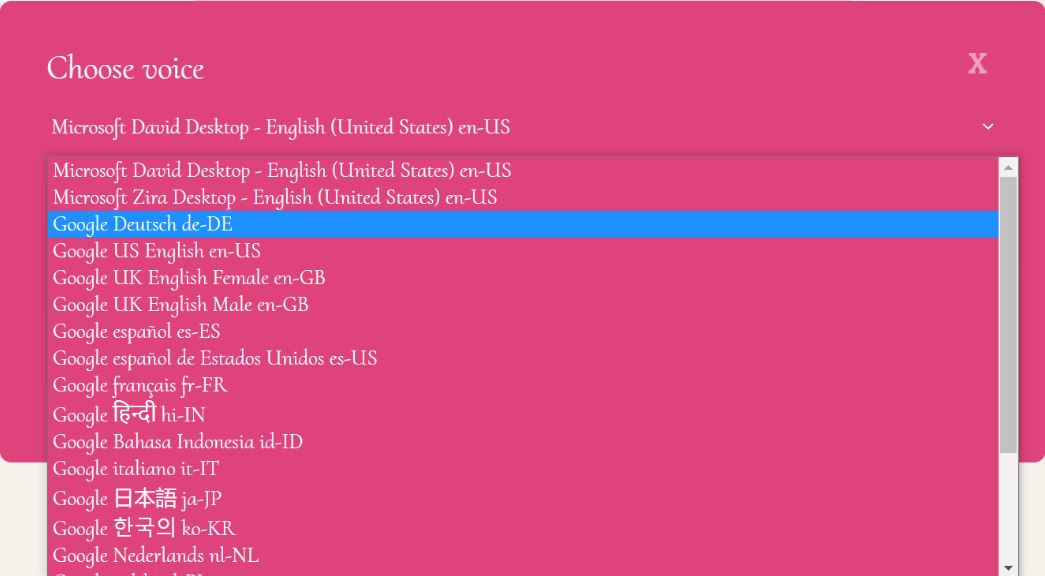 Choose voice
X
Microsoft David Desktop - English (United States) en-US
Microsoft David Desktop - English (United States) en-US
Microsoft Zira Desktop - English (United States) en-US
Google Deutsch de-DE
Google US English en-US
Google UK English Female en-GB
Google UK English Male en-GB
Google español es-ES
Google español de Estados Unidos es-US
Google français fr-FR
Google हिन्दी hi-IN
Google Bahasa Indonesia id-ID
Google italiano it-IT
Google 日本語 ja-JP
Google 한국의 ko-KR
Google Nederlands nl-NL